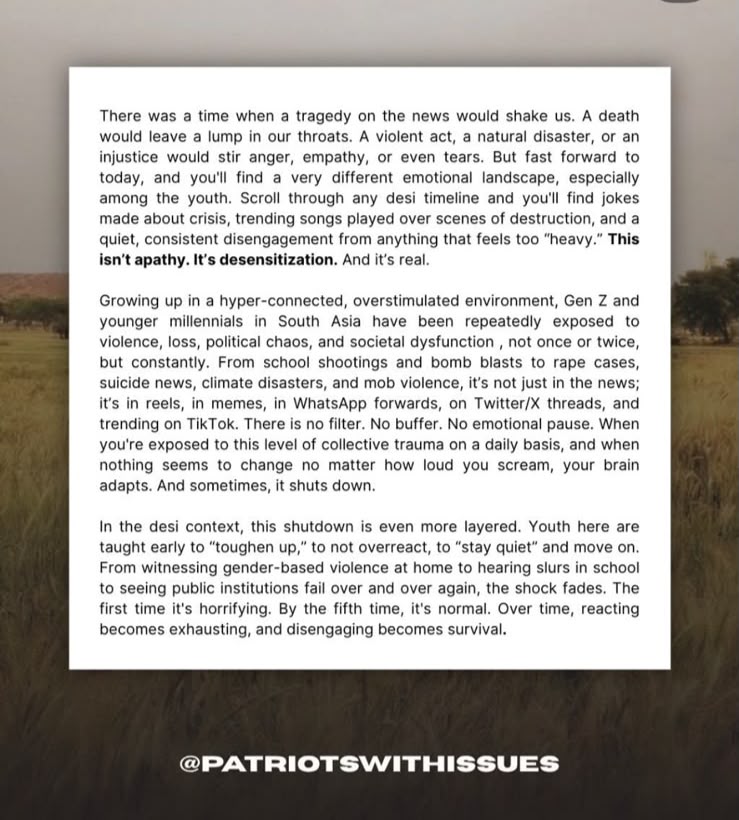 There was a time when a tragedy on the news would shake us. A death
would leave a lump in our throats. A violent act, a natural disaster, or an
injustice would stir anger, empathy, or even tears. But fast forward to
today, and you'll find a very different emotional landscape, especially
among the youth. Scroll through any desi timeline and you'll find jokes
made about crisis, trending songs played over scenes of destruction, and a
quiet, consistent disengagement from anything that feels too "heavy." This
isn't apathy. It's desensitization. And it's real.
Growing up in a hyper-connected, overstimulated environment, Gen Z and
younger millennials in South Asia have been repeatedly exposed to
violence, loss, political chaos, and societal dysfunction , not once or twice,
but constantly. From school shootings and bomb blasts to rape cases,
suicide news, climate disasters, and mob violence, it's not just in the news;
it's in reels, in memes, in WhatsApp forwards, on Twitter/X threads, and
trending on TikTok. There is no filter. No buffer. No emotional pause. When
you're exposed to this level of collective trauma on a daily basis, and when
nothing seems to change no matter how loud you scream, your brain
adapts. And sometimes, it shuts down.
In the desi context, this shutdown is even more layered. Youth here are
taught early to "toughen up," to not overreact, to "stay quiet" and move on.
From witnessing gender-based violence at home to hearing slurs in school
to seeing public institutions fail over and over again, the shock fades. The
first time it's horrifying. By the fifth time, it's normal. Over time, reacting
becomes exhausting, and disengaging becomes survival.
@PATRIOTSWITHISSUES